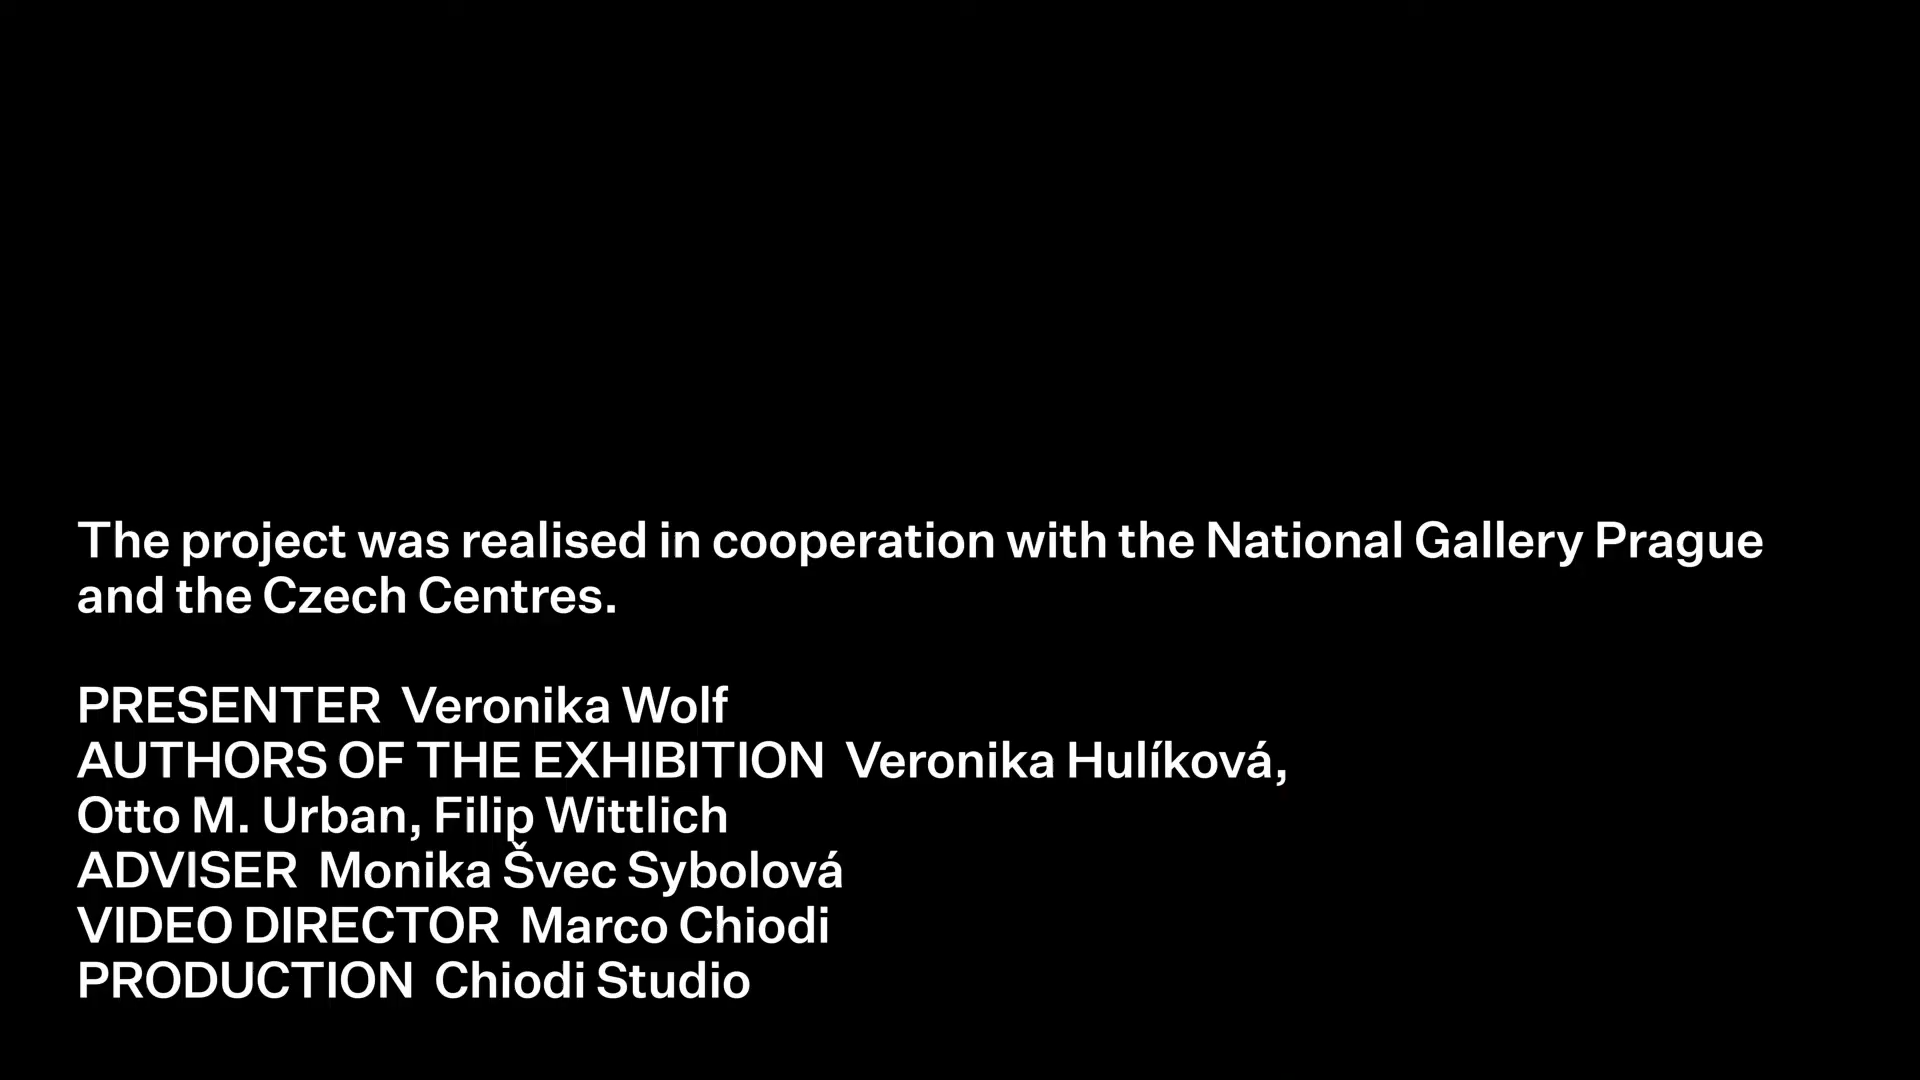 The project was realised in cooperation with the National Gallery Prague
and the Czech Centres.
PRESENTER Veronika Wolf
AUTHORS OF THE EXHIBITION Veronika Hulíková,
Otto M. Urban, Filip Wittlich
ADVISER Monika Švec Sybolová
VIDEO DIRECTOR Marco Chiodi
PRODUCTION Chiodi Studio